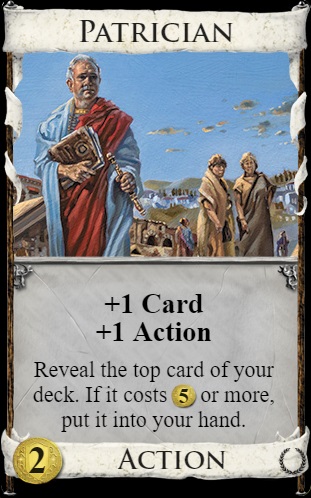 PATRICIAN
+1 Card
+1 Action
Reveal the top card of your
deck. If it costs 5 or more,
put it into your hand.
2 ACTION